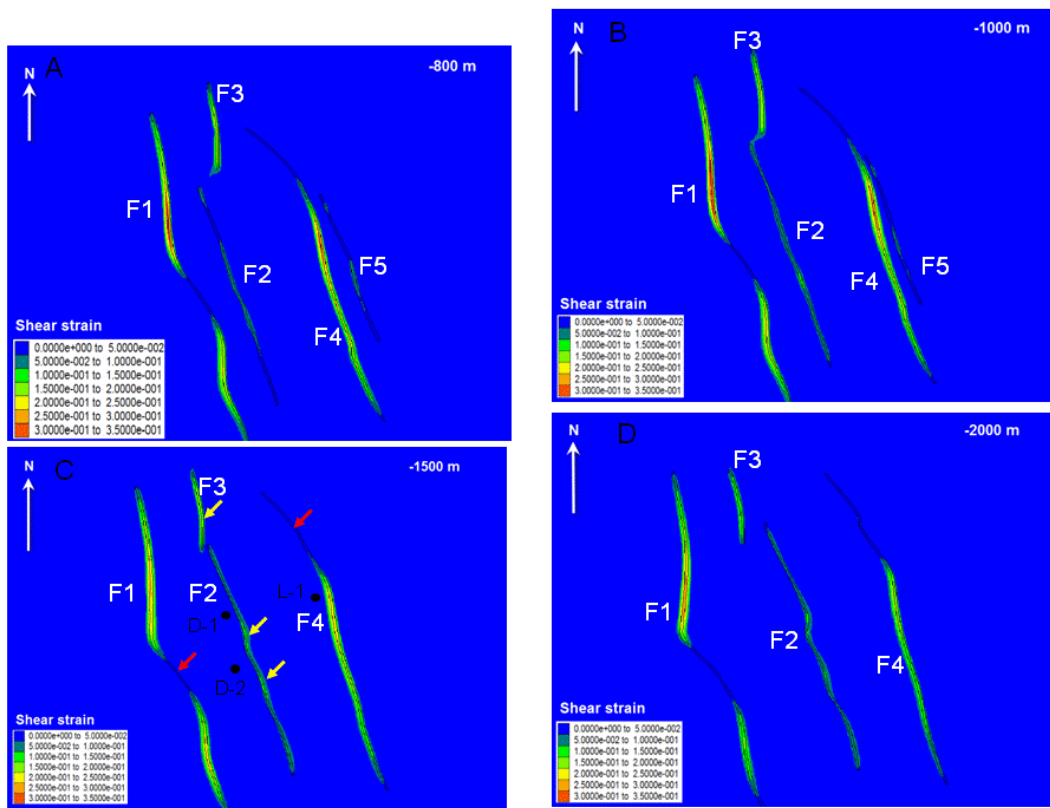 A
-800 m
N
F3
F1
F2
F5
F4
Shear strain
0.0000e+000 to 5.0000e-002
5.0000e-002 to 1.0000e-001
1.0000e-001 to 1.5000e-001
1.5000e-001 to 2.0000e-001
2.0000e-001 to 2.5000e-001
2.5000e-001 to 3.0000e-001
3.0000e-001 to 3.5000e-001
B
-1000 m
N
F3
F1
F2
F5
F4
Shear strain
0.0000e+000 to 5.0000e-002
5.0000e-002 to 1.0000e-001
1.0000e-001 to 1.5000e-001
1.5000e-001 to 2.0000e-001
2.0000e-001 to 2.5000e-001
2.5000e-001 to 3.0000e-001
3.0000e-001 to 3.5000e-001
C
-1500 m
N
F3
F1
F2
L-1
D-1
F4
D-2
Shear strain
0.0000e+000 to 5.0000e-002
5.0000e-002 to 1.0000e-001
1.0000e-001 to 1.5000e-001
1.5000e-001 to 2.0000e-001
2.0000e-001 to 2.5000e-001
2.5000e-001 to 3.0000e-001
3.0000e-001 to 3.5000e-001
D
-2000 m
N
F3
F1
F2
F4
Shear strain
0.0000e+000 to 5.0000e-002
5.0000e-002 to 1.0000e-001
1.0000e-001 to 1.5000e-001
1.5000e-001 to 2.0000e-001
2.0000e-001 to 2.5000e-001
2.5000e-001 to 3.0000e-001
3.0000e-001 to 3.5000e-001